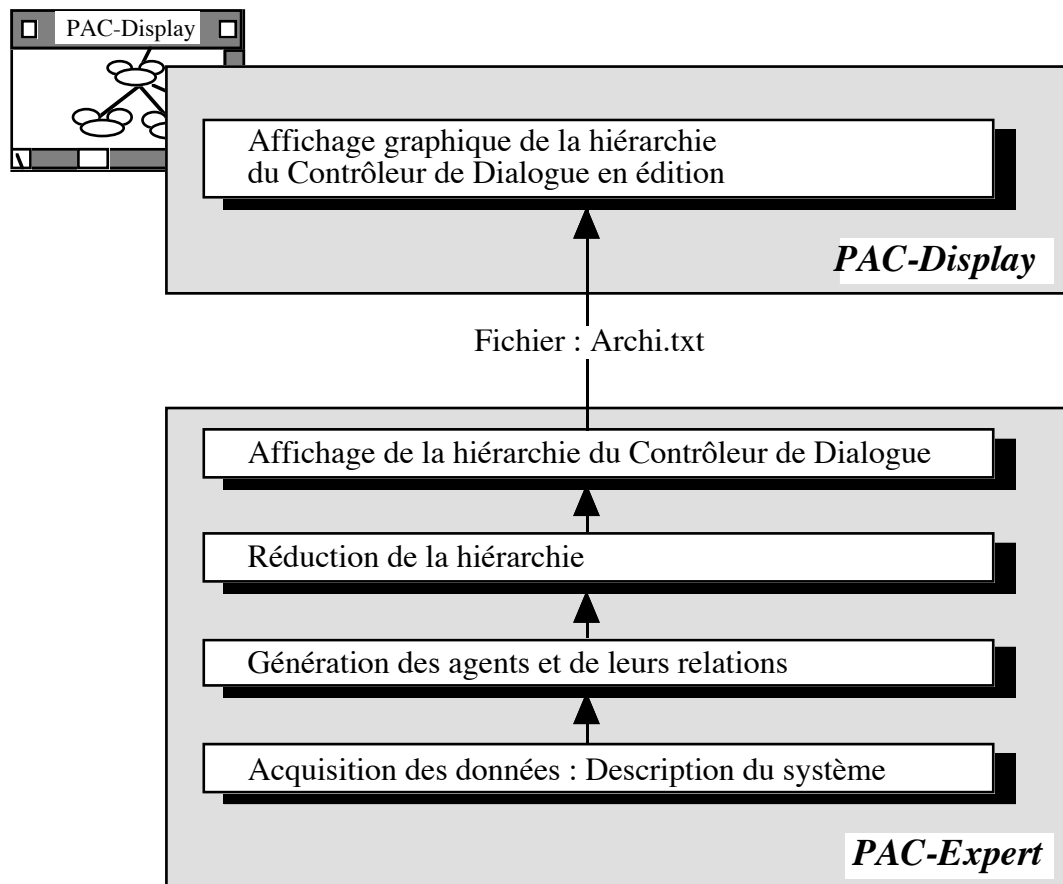 PAC-Display
Affichage graphique de la hiérarchie
du Contrôleur de Dialogue en édition
PAC-Display
Fichier : Archi.txt
Affichage de la hiérarchie du Contrôleur de Dialogue
Réduction de la hiérarchie
Génération des agents et de leurs relations
Acquisition des données : Description du système
PAC-Expert